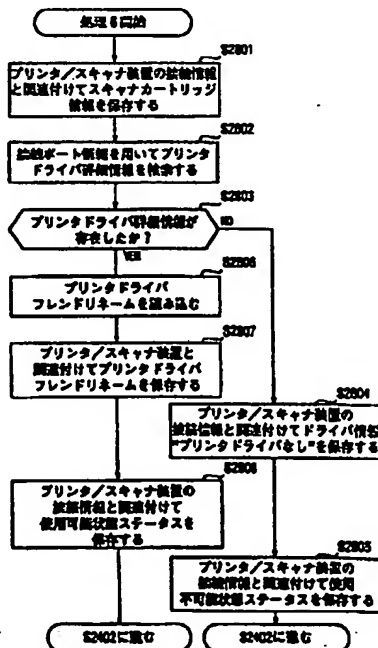 処理6開始
S2801
プリンタ/スキャナ装置の接続情報
と関連付けてスキャナカートリッジ
情報を保存する
S2802
接続ポート情報を用いてプリンタ
ドライバ詳細情報を検索する
S2803
プリンタドライバ詳細情報が
存在したか?
NO
YES
S2806
プリンタドライバ
フレンドリネームを読み込む
S2807
プリンタ/スキャナ装置と
関連付けてプリンタドライバ
フレンドリネームを保存する
S2804
プリンタ/スキャナ装置の
接続情報と関連付けてドライバ情報
"プリンタドライバなし"を保存する
S2808
プリンタ/スキャナ装置の
接続情報と関連付けて
使用可能状態ステータスを
保存する
S2805
プリンタ/スキャナ装置の
接続情報と関連付けて使用
不可能状態ステータスを保存する
S2402に進む
S2402に進む